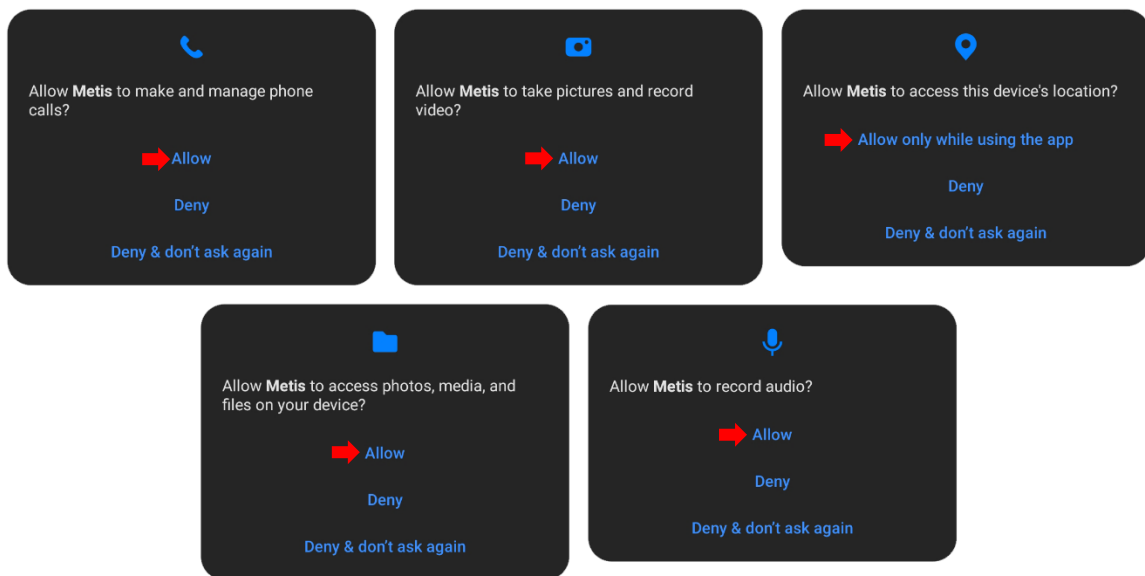 Allow Metis to make and manage phone
calls?
Allow
Deny
Deny & don't ask again
Allow Metis to take pictures and record
video?
Allow
Deny
Deny & don't ask again
Allow Metis to access this device's location?
Allow only while using the app
Deny
Deny & don't ask again
Allow Metis to access photos, media, and
files on your device?
Allow
Deny
Deny & don't ask again
Allow Metis to record audio?
Allow
Deny
Deny & don't ask again